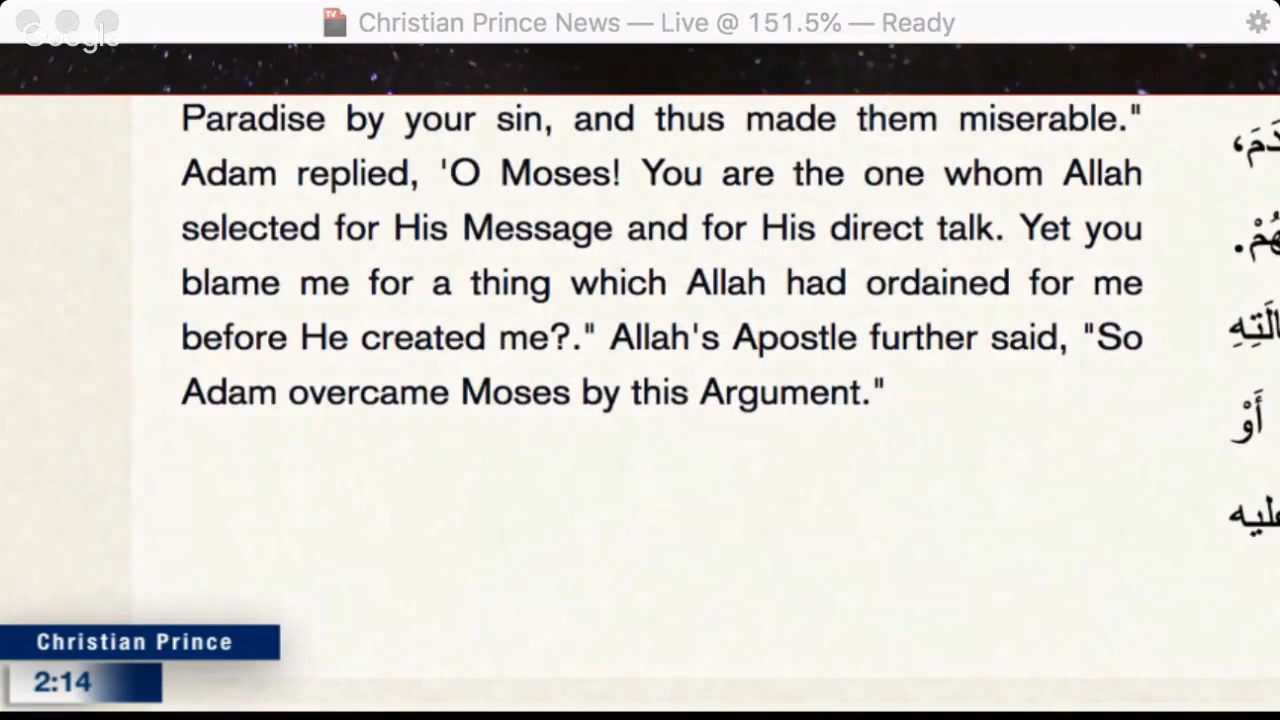 Christian Prince News — Live @ 151.5% — Ready
Google
Paradise by your sin, and thus made them miserable."
Adam replied, 'O Moses! You are the one whom Allah
selected for His Message and for His direct talk. Yet you
blame me for a thing which Allah had ordained for me
before He created me?." Allah's Apostle further said, "So
Adam overcame Moses by this Argument."
أَوْ
Christian Prince
2:14